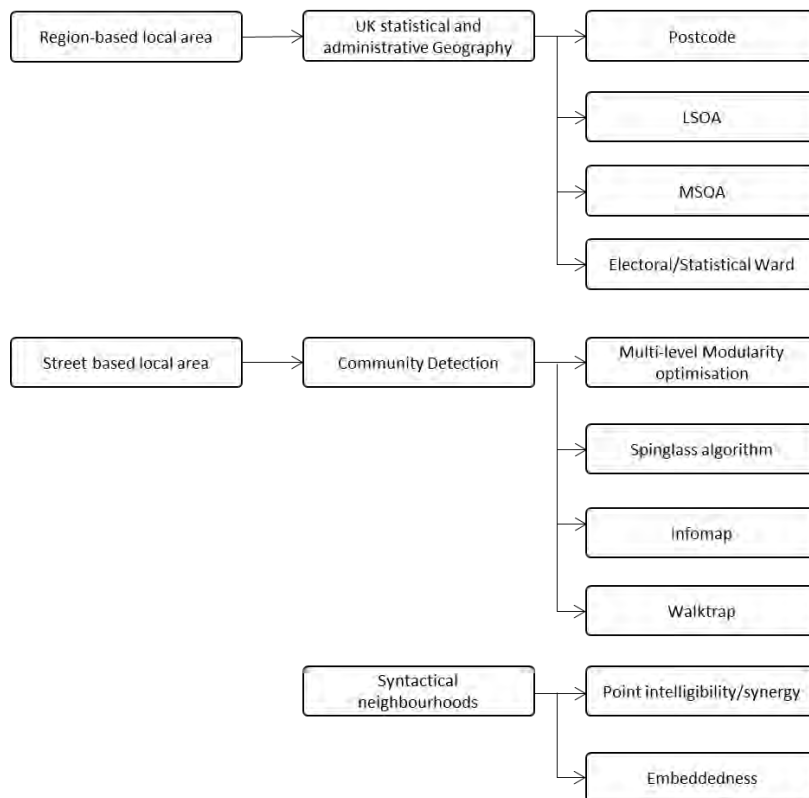 Region-based local area
UK statistical and
administrative Geography
Postcode
LSOA
MSOA
Electoral/Statistical Ward
Street based local area
Community Detection
Multi-level Modularity
optimisation
Spinglass algorithm
Infomap
Walktrap
Syntactical
neighbourhoods
Point intelligibility/synergy
Embeddedness